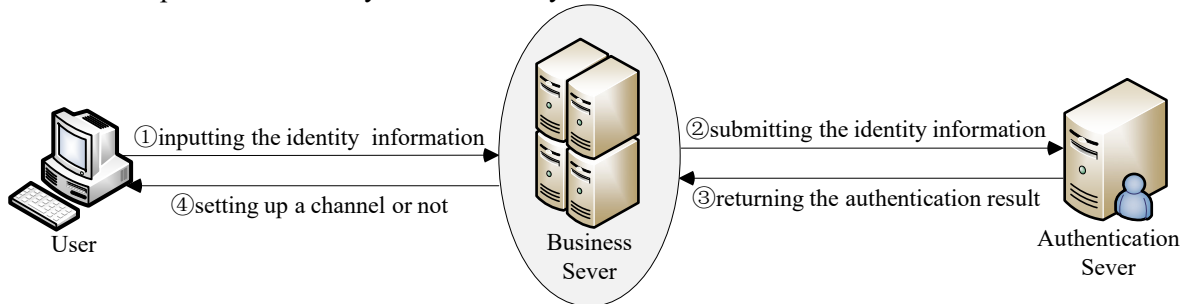 ①inputting the identity information
②submitting the identity information
④setting up a channel or not
③returning the authentication result
User
Business
Sever
Authentication
Sever